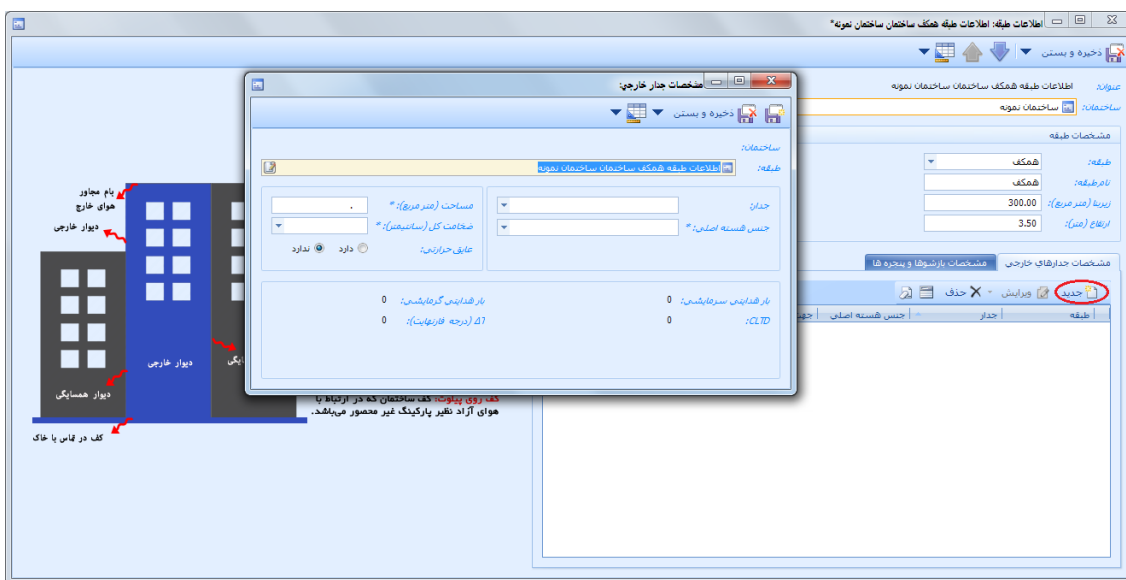 اطلاعات طبقه: اطلاعات طبقه همکف ساختمان ساختمان نمونه*
ذخیره و بستن
عنوان: اطلاعات طبقه همکف ساختمان ساختمان نمونه
ساختمان: ساختمان نمونه
مشخصات طبقه
طبقه: همکف
نام طبقه: همکف
زیربنا (متر مربع): 300.00
ارتفاع (متر): 3.50
مشخصات جدارهاي خارجی مشخصات بازشوها و پنجره ها
جدید ویرایش حذف
طبقه جدار جنس هسته اصلی
مشخصات جدار خارجي:
ذخیره و بستن
ساختمان:
طبقه: اطلاعات طبقه همکف ساختمان ساختمان نمونه
جدار:
جنس هسته اصلی: *
مساحت (متر مربع): * .
ضخامت کل (سانتیمتر): *
عایق حرارتی: دارد ندارد
بار هدایتی سرمایشی: 0
CLTD: 0
بار هدایتی گرمایشی: 0
Δt (درجه فارنهایت): 0
بام مجاور
هوای خارج
دیوار خارجی
دیوار خارجی
دیوار همسایگی
کف در تماس با خاک
کف روی پیلوت: کف ساختمان که در ارتباط با
هوای آزاد نظیر پارکینگ غیر محصور می‌باشد.